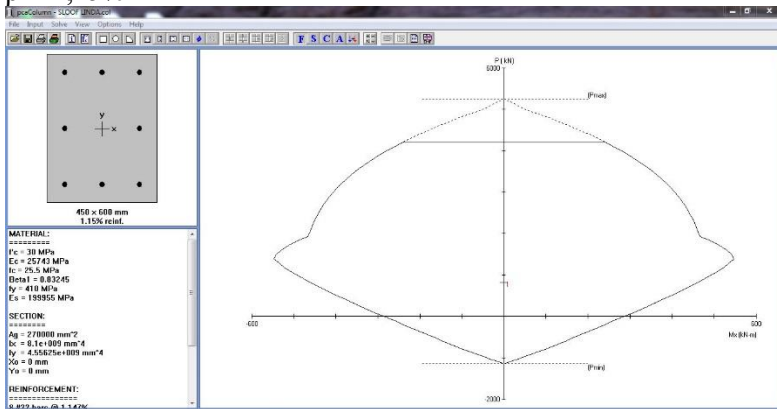 pcaColumn - SLOOF LINDA.col
File Input Solve View Options Help
F S C A
y
x
450 x 600 mm
1.15% reinf.
MATERIAL:
=========
f'c = 30 MPa
Ec = 25743 MPa
fc = 25.5 MPa
Beta1 = 0.83245
fy = 410 MPa
Es = 199955 MPa
SECTION:
========
Ag = 270000 mm^2
Ix = 8.1e+009 mm^4
Iy = 4.55625e+009 mm^4
Xo = 0 mm
Yo = 0 mm
REINFORCEMENT:
==============
P (kN)
6000
(Pmax)
1
-600
600
Mx (kN-m)
(Pmin)
-2000